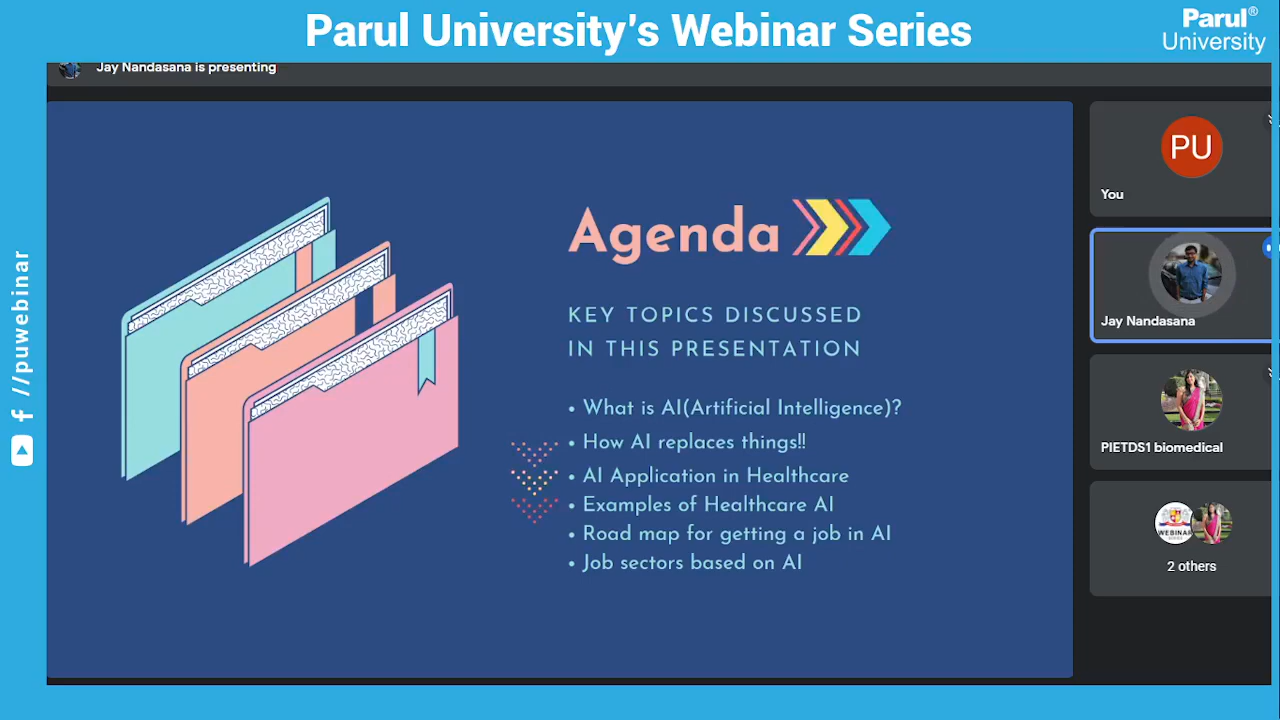 Parul University's Webinar Series
Parul®
University
Jay Nandasana is presenting
//puwebinar
Agenda
KEY TOPICS DISCUSSED
IN THIS PRESENTATION
• What is AI(Artificial Intelligence)?
• How AI replaces things!!
• AI Application in Healthcare
• Examples of Healthcare AI
• Road map for getting a job in AI
• Job sectors based on AI
PU
You
Jay Nandasana
PIETDS1 biomedical
WEBINAR
2 others